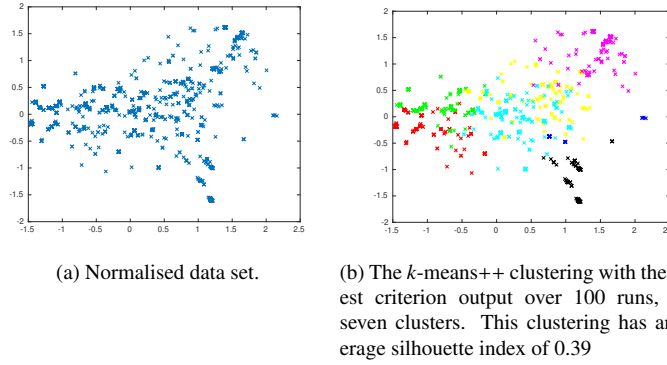 2
1.5
1
0.5
0
-0.5
-1
-1.5
-2
-1.5 -1 -0.5 0 0.5 1 1.5 2 2.5
(a) Normalised data set.
2
1.5
1
0.5
0
-0.5
-1
-1.5
-2
-1.5 -1 -0.5 0 0.5 1 1.5 2
(b) The k-means++ clustering with the
est criterion output over 100 runs,
seven clusters. This clustering has
erage silhouette index of 0.39